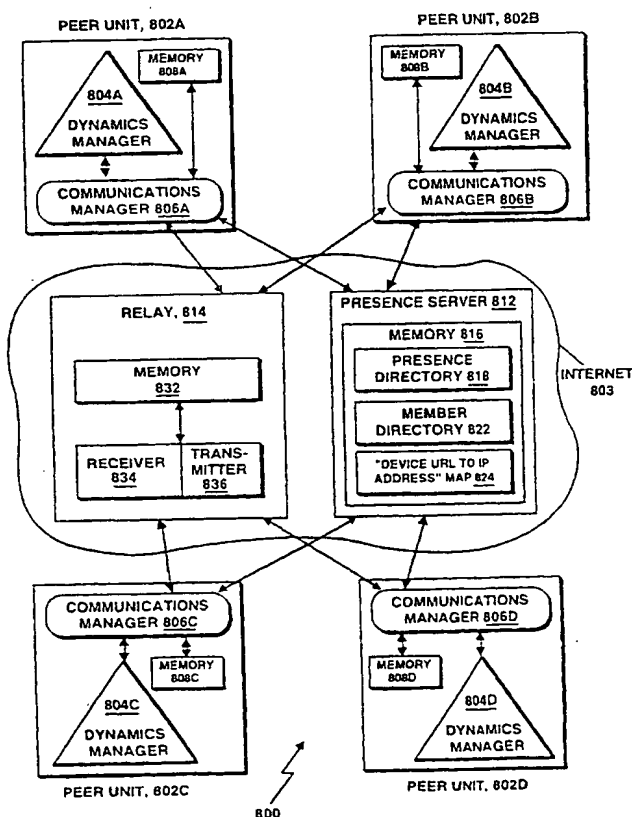 PEER UNIT, 802A
MEMORY
808A
804A
DYNAMICS
MANAGER
COMMUNICATIONS
MANAGER 806A
PEER UNIT, 802B
MEMORY
808B
804B
DYNAMICS
MANAGER
COMMUNICATIONS
MANAGER 806B
RELAY, 814
MEMORY
832
RECEIVER
834
TRANS-
MITTER
836
PRESENCE SERVER 812
MEMORY 816
PRESENCE
DIRECTORY 818
MEMBER
DIRECTORY 822
"DEVICE URL TO IP
ADDRESS" MAP 824
INTERNET
803
COMMUNICATIONS
MANAGER 806C
MEMORY
808C
804C
DYNAMICS
MANAGER
PEER UNIT, 802C
COMMUNICATIONS
MANAGER 806D
MEMORY
808D
804D
DYNAMICS
MANAGER
PEER UNIT, 802D
800